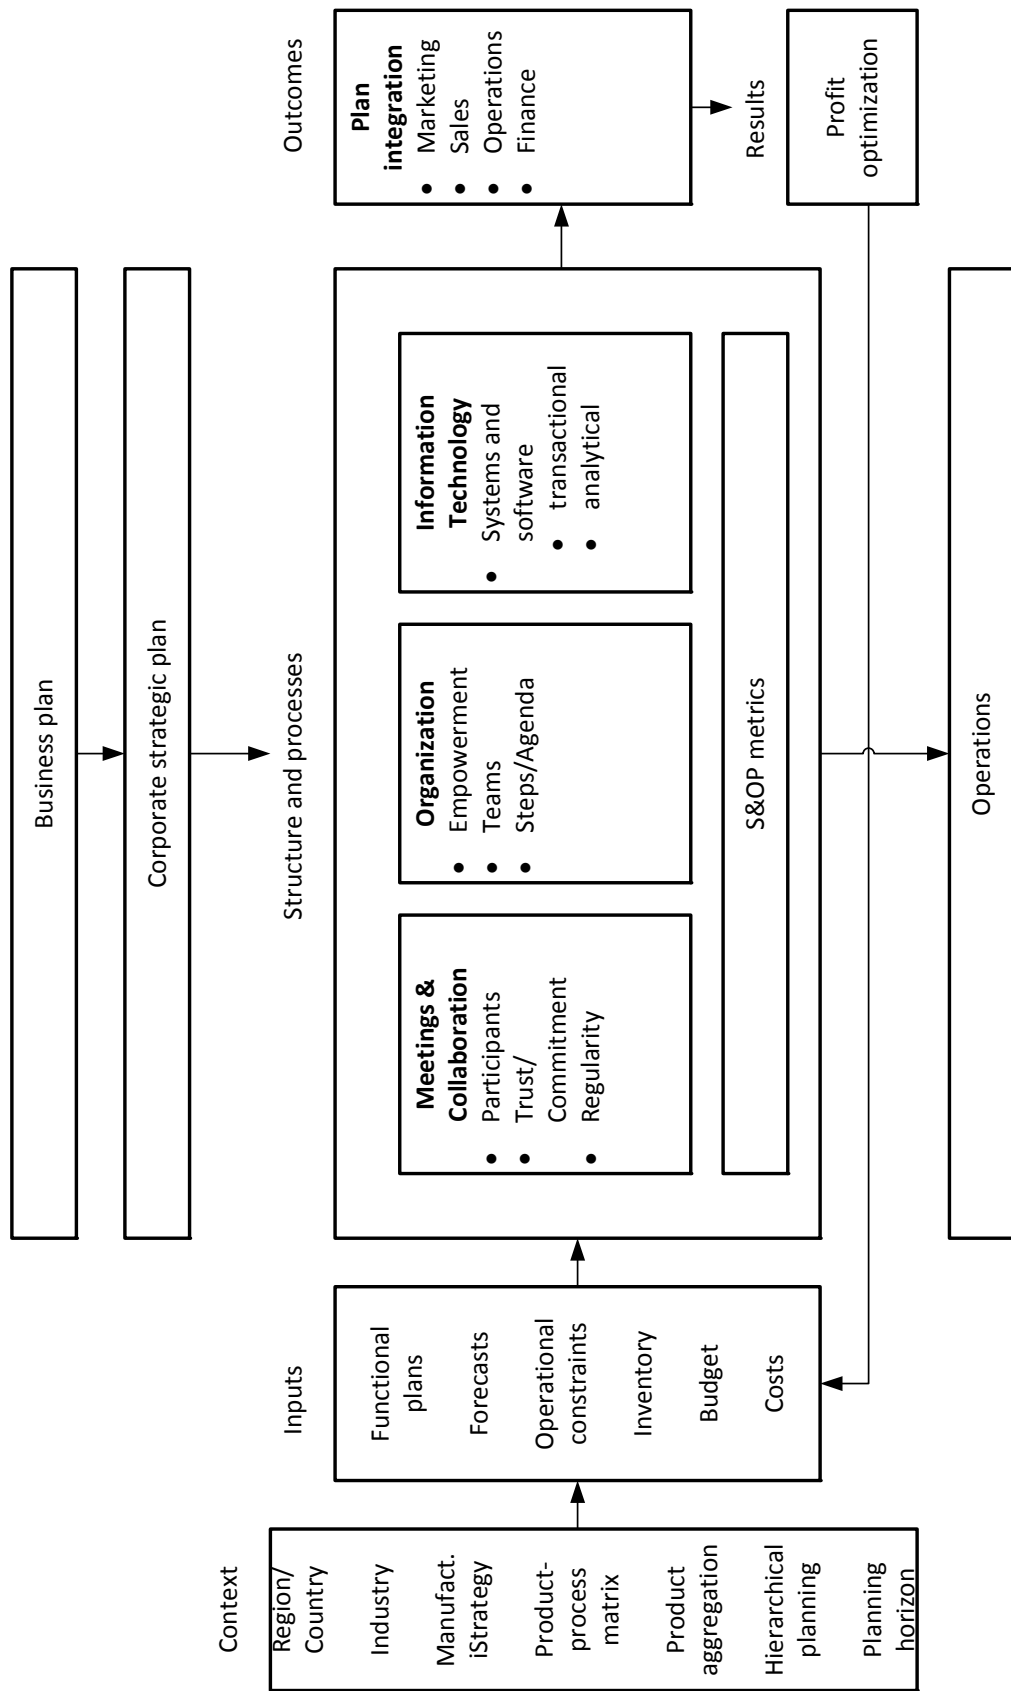 Business plan
Corporate strategic plan
Context
Region/
Country
Industry
Manufact.
iStrategy
Product-
process
matrix
Product
aggregation
Hierarchical
planning
Planning
horizon
Inputs
Functional
plans
Forecasts
Operational
constraints
Inventory
Budget
Costs
Structure and processes
Meetings &
Collaboration
• Participants
• Trust/
Commitment
• Regularity
Organization
• Empowerment
• Teams
• Steps/Agenda
Information
Technology
• Systems and
software
• transactional
• analytical
S&OP metrics
Outcomes
Plan
integration
• Marketing
• Sales
• Operations
• Finance
Results
Profit
optimization
Operations